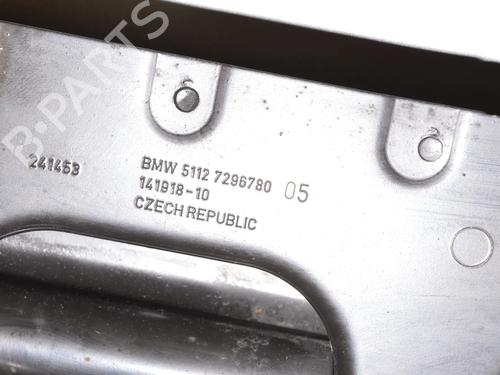 B-PARTS
241453
BMW 5112 7296780 05
141918-10
CZECH REPUBLIC